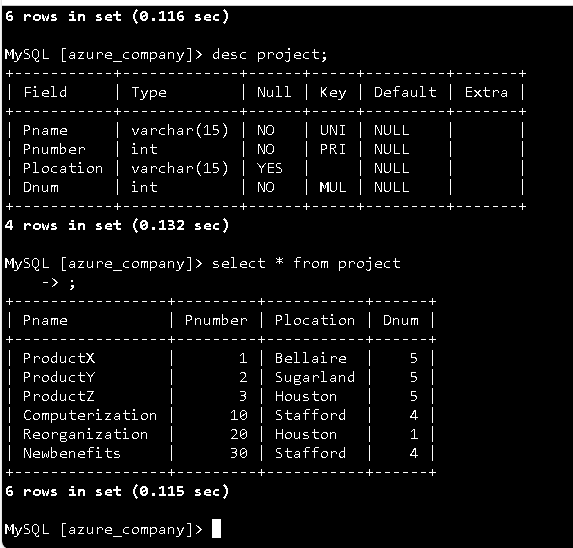 6 rows in set (0.116 sec)
MySQL [azure_company]> desc project;
+-----------+-------------+------+-----+---------+-------+
| Field     | Type        | Null | Key | Default | Extra |
+-----------+-------------+------+-----+---------+-------+
| Pname     | varchar(15) | NO   | UNI | NULL    |       |
| Pnumber   | int         | NO   | PRI | NULL    |       |
| Plocation | varchar(15) | YES  |     | NULL    |       |
| Dnum      | int         | NO   | MUL | NULL    |       |
+-----------+-------------+------+-----+---------+-------+
4 rows in set (0.132 sec)
MySQL [azure_company]> select * from project
    -> ;
+-----------------+---------+-----------+------+
| Pname           | Pnumber | Plocation | Dnum |
+-----------------+---------+-----------+------+
| ProductX        |       1 | Bellaire  |    5 |
| ProductY        |       2 | Sugarland |    5 |
| ProductZ        |       3 | Houston   |    5 |
| Computerization |      10 | Stafford  |    4 |
| Reorganization  |      20 | Houston   |    1 |
| Newbenefits     |      30 | Stafford  |    4 |
+-----------------+---------+-----------+------+
6 rows in set (0.115 sec)
MySQL [azure_company]>